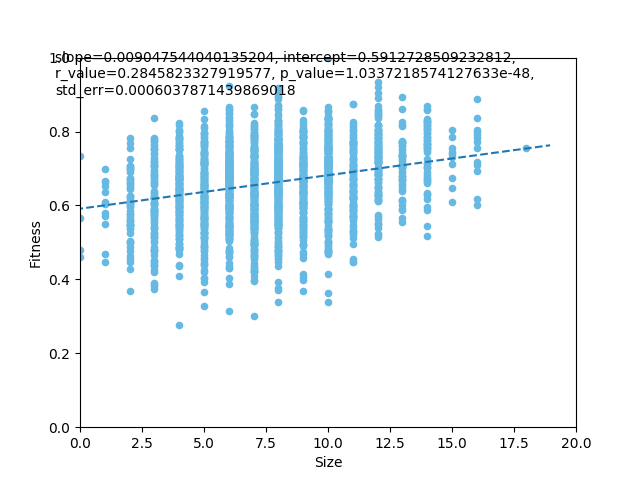 slope=0.009047544040135204, intercept=0.5912728509232812,
r_value=0.2845823327919577, p_value=1.0337218574127633e-48,
std_err=0.0006037871439869018
1.0
0.8
0.6
0.4
0.2
0.0
Fitness
0.0 2.5 5.0 7.5 10.0 12.5 15.0 17.5 20.0
Size